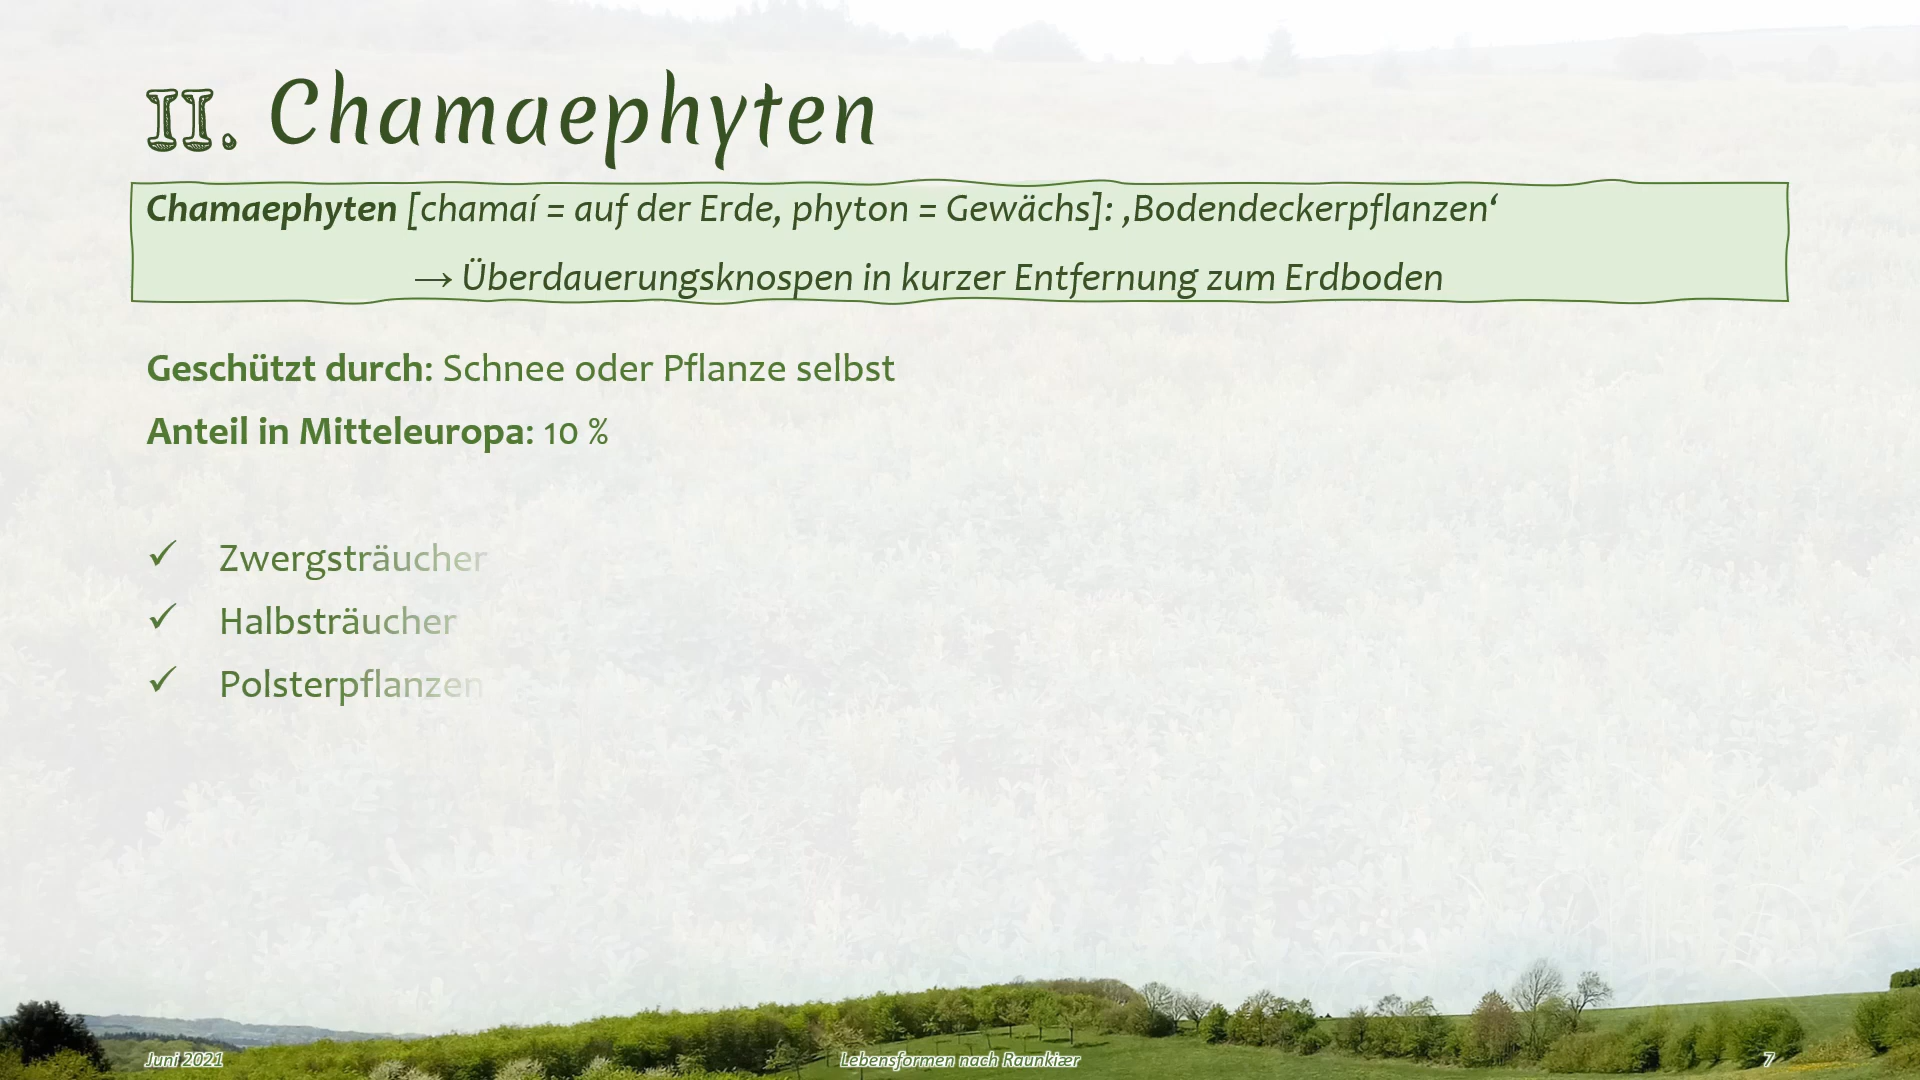 II. Chamaephyten
Chamaephyten [chamaí = auf der Erde, phyton = Gewächs]: ‚Bodendeckerpflanzen‘
→ Überdauerungsknospen in kurzer Entfernung zum Erdboden
Geschützt durch: Schnee oder Pflanze selbst
Anteil in Mitteleuropa: 10 %
✓ Zwergsträucher
✓ Halbsträucher
✓ Polsterpflanzen
Juni 2021
Lebensformen nach Raunkiær
7